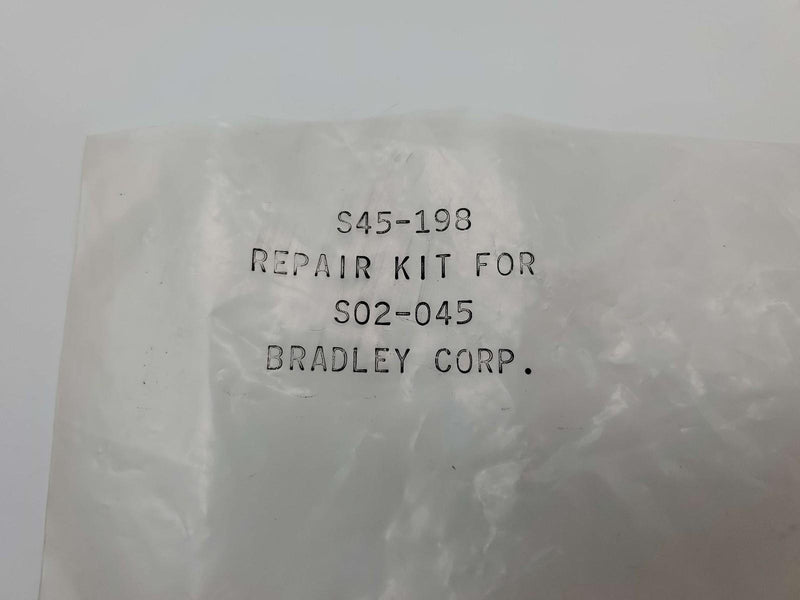 S45-198
REPAIR KIT FOR
S02-045
BRADLEY CORP.